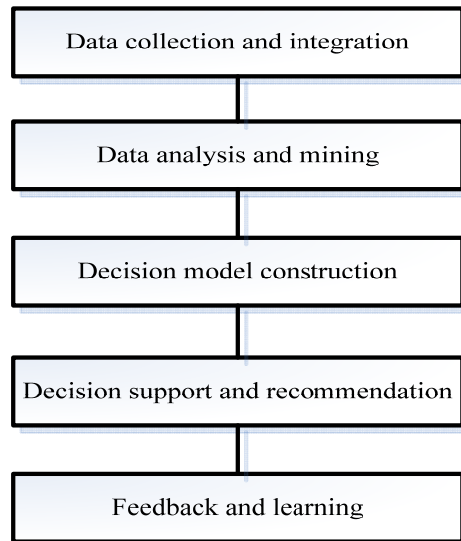 Data collection and integration
Data analysis and mining
Decision model construction
Decision support and recommendation
Feedback and learning